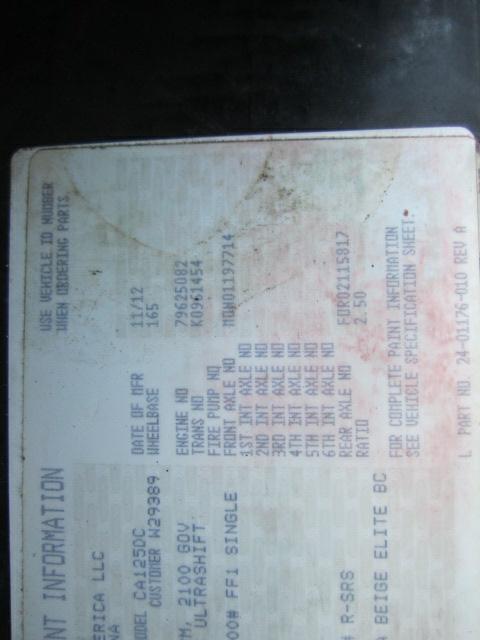 USE VEHICLE ID NUMBER
WHEN ORDERING PARTS
NT INFORMATION
DATE OF MFR 11/12
WHEELBASE 165
ENGINE NO 79625082
TRANS NO K0961454
FIRE PUMP NO
FRONT AXLE NO MON01197714
1ST INT AXLE NO
2ND INT AXLE NO
3RD INT AXLE NO
4TH INT AXLE NO
5TH INT AXLE NO
6TH INT AXLE NO
REAR AXLE NO FOR02115817
RATIO 2.50
FOR COMPLETE PAINT INFORMATION
SEE VEHICLE SPECIFICATION SHEET.
ERICA LLC
NA
ODEL CA125DC
CUSTOMER W29389
M, 2100 GOV
ULTRASHIFT
00# FF1 SINGLE
R-SRS
A BEIGE ELITE BC
L PART NO. 24-01176-010 REV A